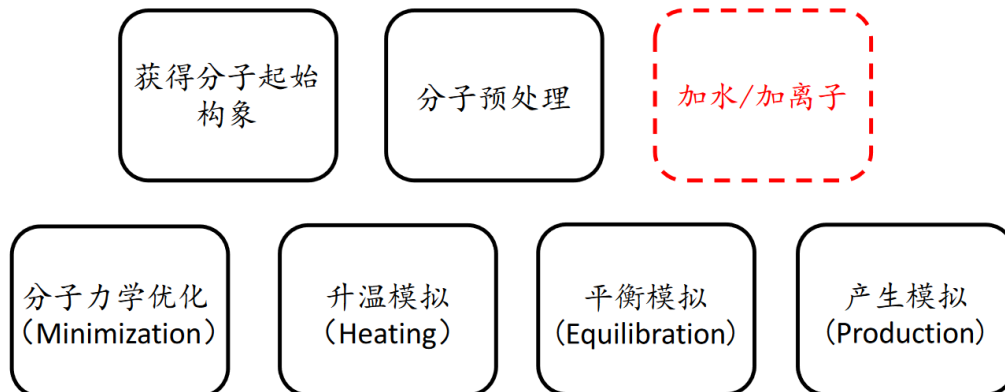 获得分子起始
构象
分子预处理
加水/加离子
分子力学优化
（Minimization）
升温模拟
（Heating）
平衡模拟
(Equilibration)
产生模拟
(Production)